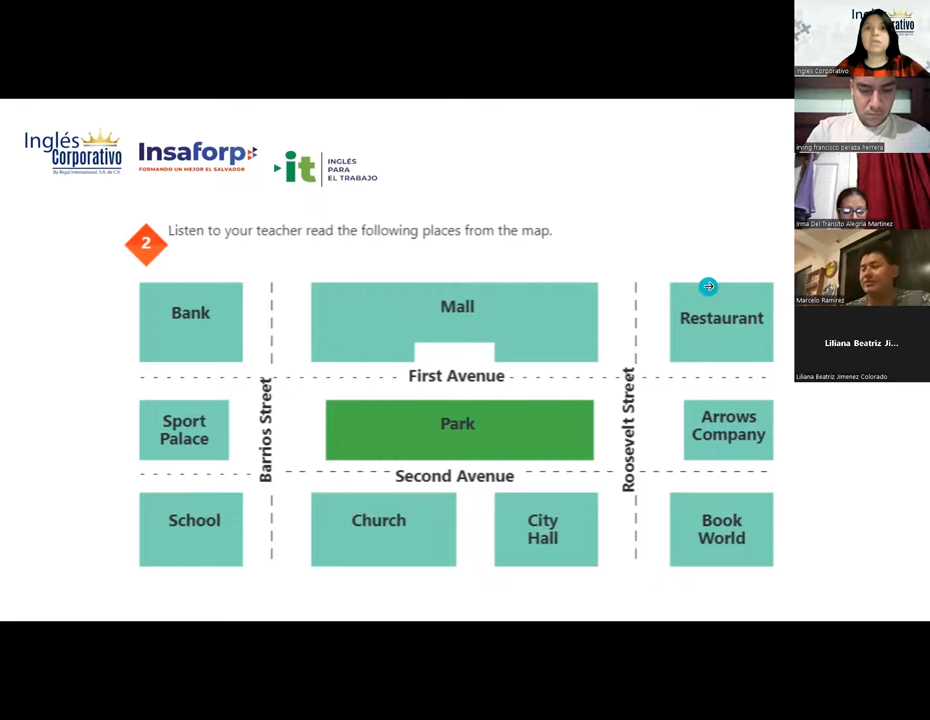 Inglés
Corporativo
By Regal International, S.A. de C.V.
Insaforp
FORMANDO UN MEJOR EL SALVADOR
it
INGLÉS
PARA
EL TRABAJO
2
Listen to your teacher read the following places from the map.
Bank
Mall
Restaurant
First Avenue
Barrios Street
Roosevelt Street
Sport
Palace
Park
Arrows
Company
Second Avenue
School
Church
City
Hall
Book
World
Ingles Corporativo
irving francisco peraza herrera
Irma Del Transito Alegria Martinez
Marcelo Ramirez
Liliana Beatriz Ji...
Liliana Beatriz Jimenez Colorado